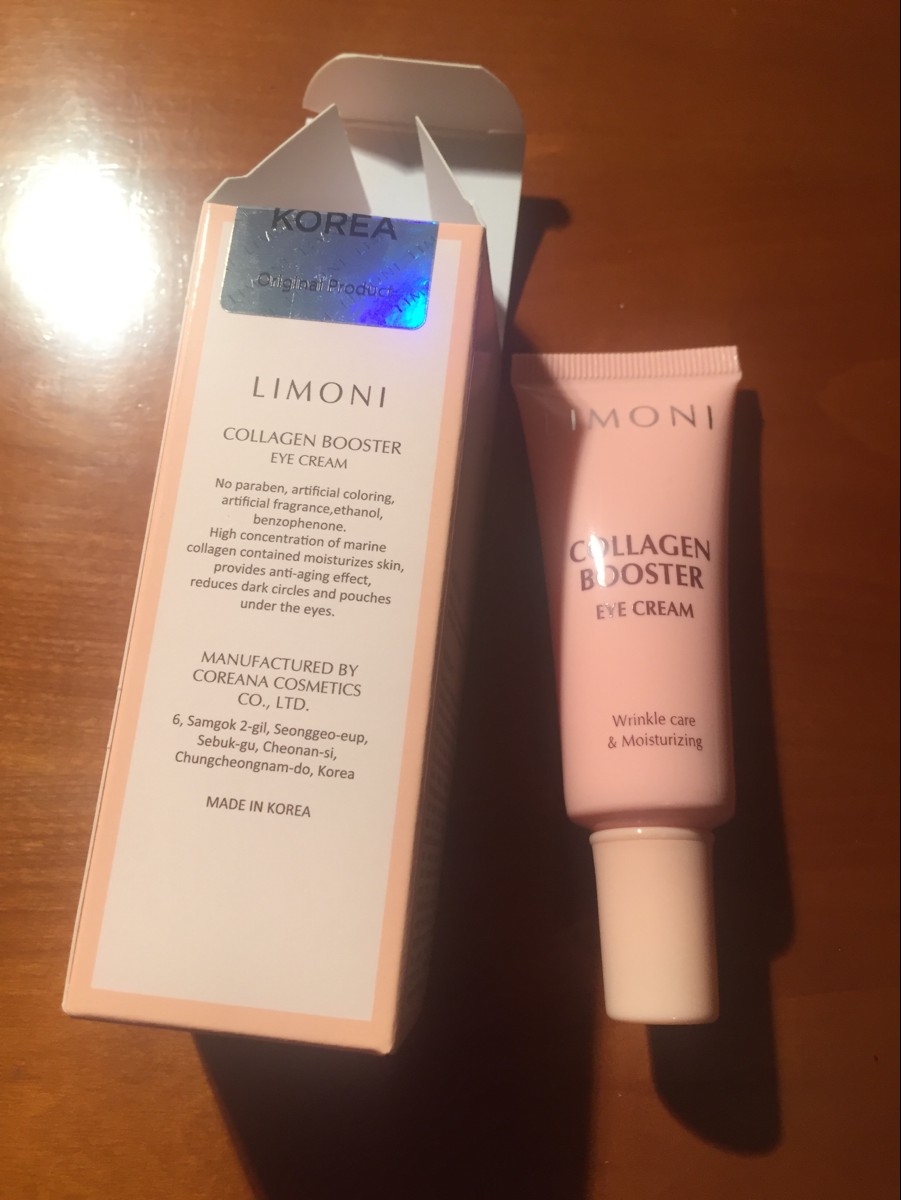 KOREA
Original Product
LIMONI
COLLAGEN BOOSTER
EYE CREAM
No paraben, artificial coloring,
artificial fragrance,ethanol,
benzophenone.
High concentration of marine
collagen contained moisturizes skin,
provides anti-aging effect,
reduces dark circles and pouches
under the eyes.
MANUFACTURED BY
COREANA COSMETICS
CO., LTD.
6, Samgok 2-gil, Seonggeo-eup,
Sebuk-gu, Cheonan-si,
Chungcheongnam-do, Korea
MADE IN KOREA
LIMONI
COLLAGEN
BOOSTER
EYE CREAM
Wrinkle care
& Moisturizing